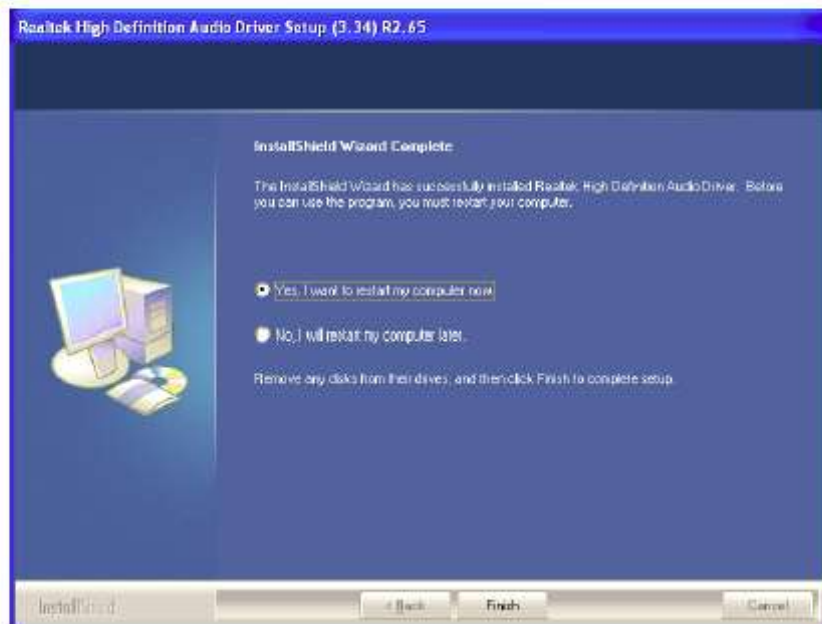 Realtek High Definition Audio Driver Setup (3.34) R2.65
InstallShield Wizard Complete
The InstallShield Wizard has successfully installed Realtek High Definition Audio Driver. Before
you can use the program, you must restart your computer.
Yes, I want to restart my computer now.
No, I will restart my computer later.
Remove any disks from their drives, and then click Finish to complete setup.
InstallShield
< Back
Finish
Cancel